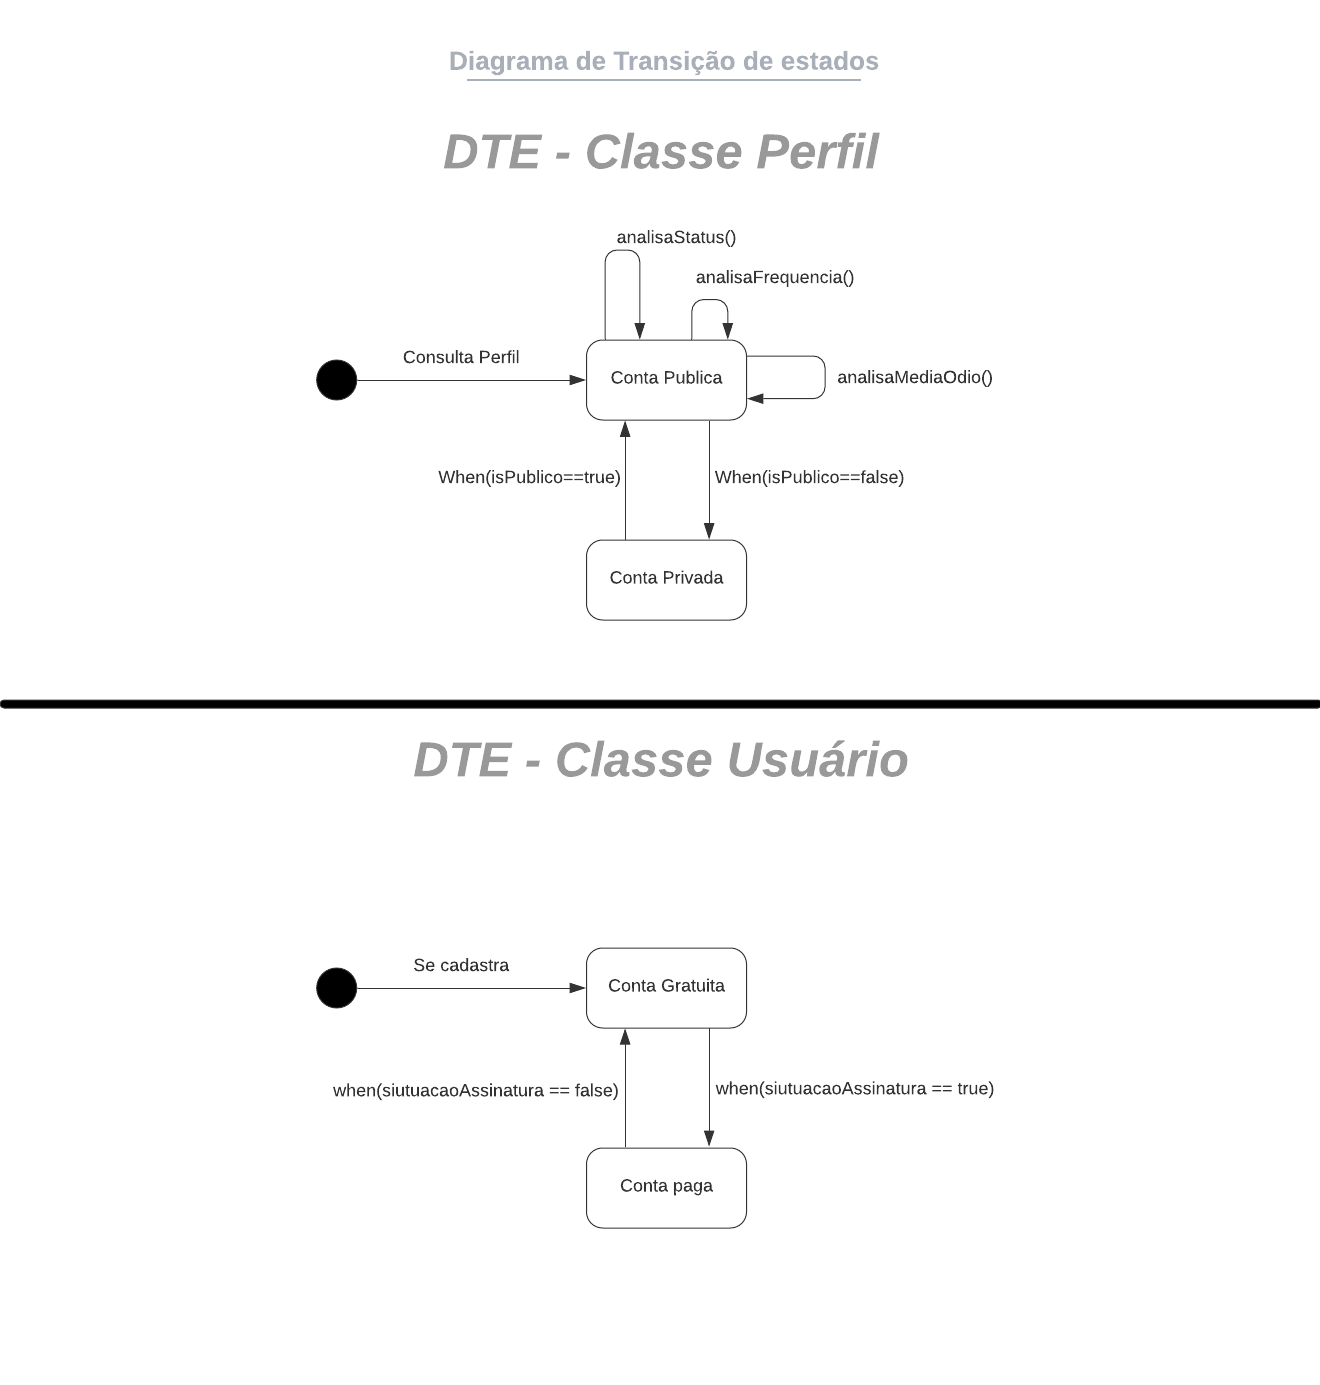 Diagrama de Transição de estados
DTE - Classe Perfil
analisaStatus()
analisaFrequencia()
Consulta Perfil
Conta Publica
analisaMediaOdio()
When(isPublico==true)
When(isPublico==false)
Conta Privada
DTE - Classe Usuário
Se cadastra
Conta Gratuita
when(siutuacaoAssinatura == false)
when(siutuacaoAssinatura == true)
Conta paga